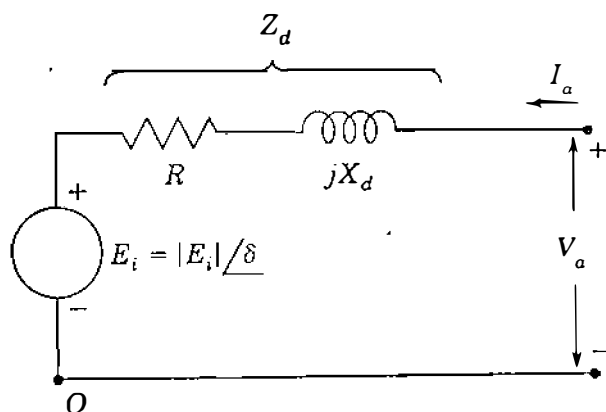 Z_d
I_a
R
jX_d
+
+
E_i = |E_i| /δ
V_a
-
-
O